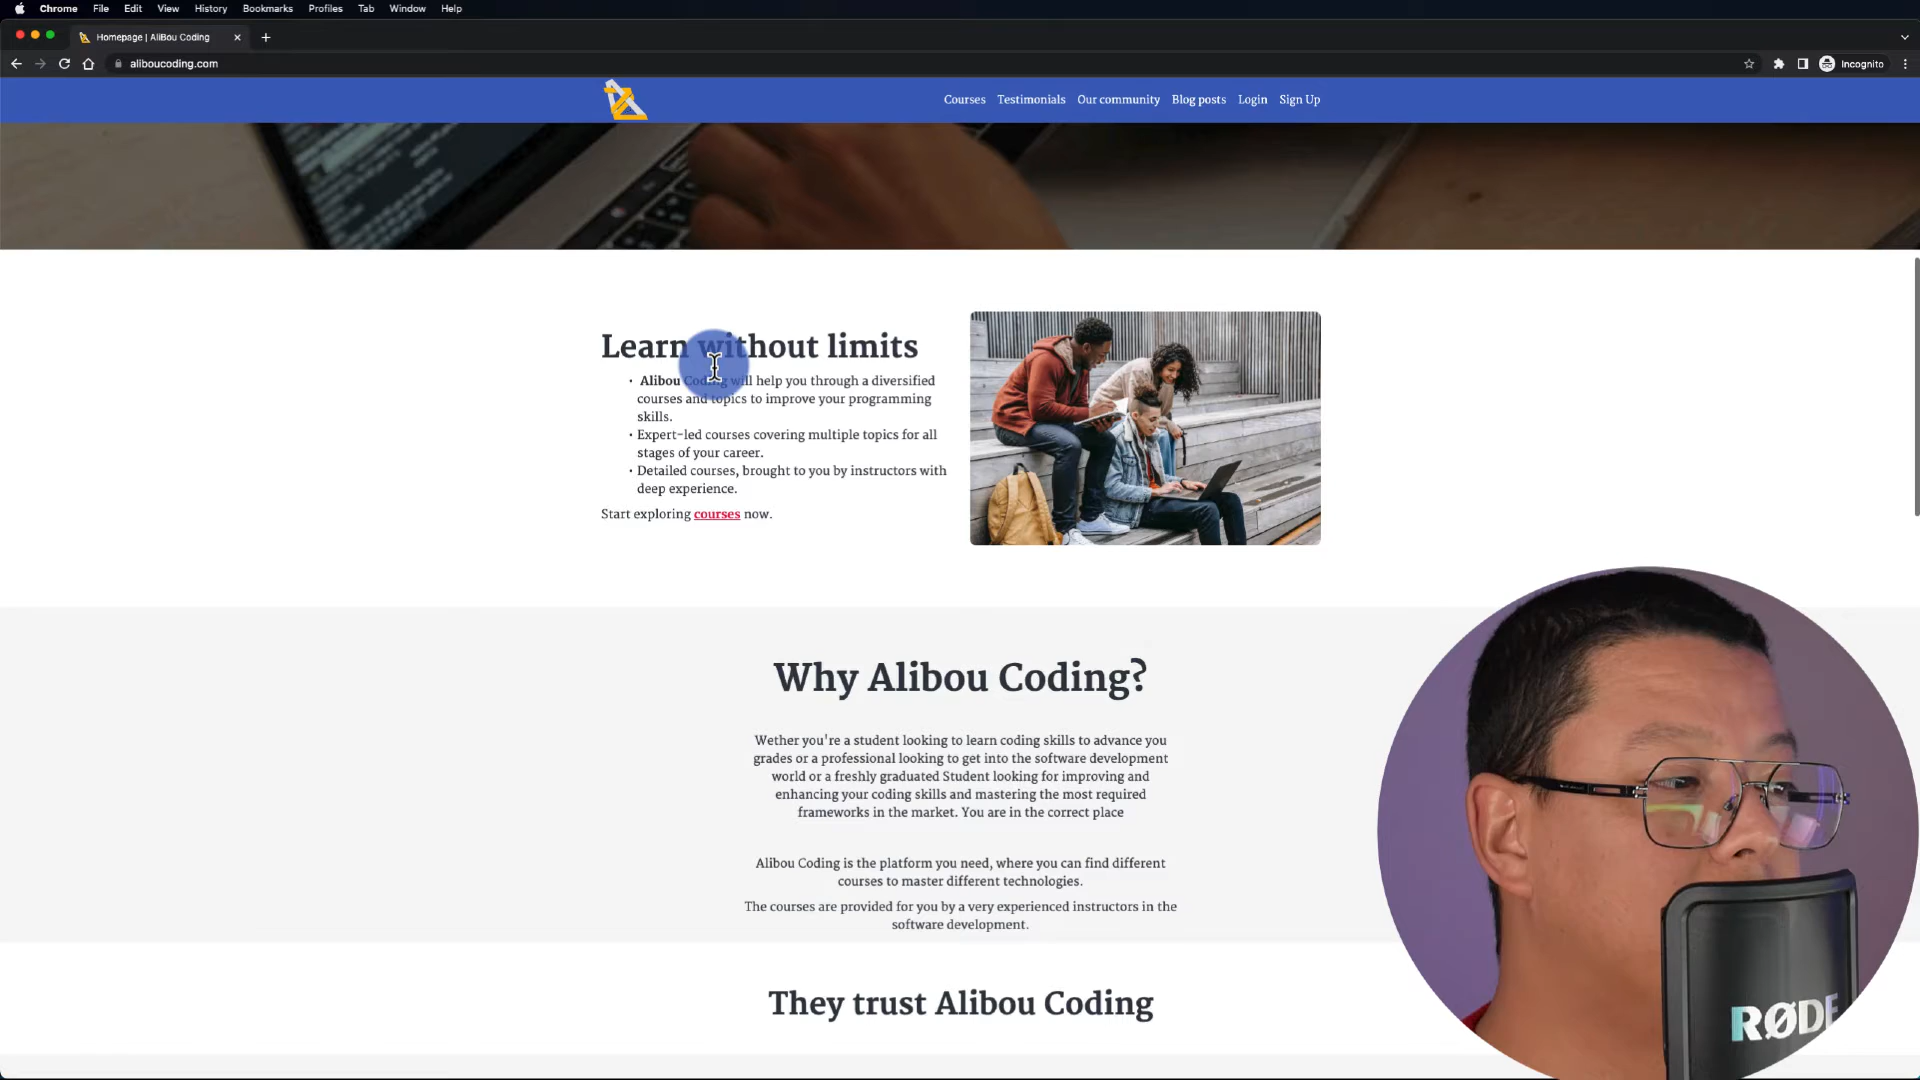 Chrome File Edit View History Bookmarks Profiles Tab Window Help
Homepage | AliBou Coding
aliboucoding.com
Incognito
Courses Testimonials Our community Blog posts Login Sign Up
Learn without limits
• Alibou Coding will help you through a diversified
courses and topics to improve your programming
skills.
• Expert-led courses covering multiple topics for all
stages of your career.
• Detailed courses, brought to you by instructors with
deep experience.
Start exploring courses now.
Why Alibou Coding?
Wether you're a student looking to learn coding skills to advance you
grades or a professional looking to get into the software development
world or a freshly graduated Student looking for improving and
enhancing your coding skills and mastering the most required
frameworks in the market. You are in the correct place
Alibou Coding is the platform you need, where you can find different
courses to master different technologies.
The courses are provided for you by a very experienced instructors in the
software development.
They trust Alibou Coding
RØDE